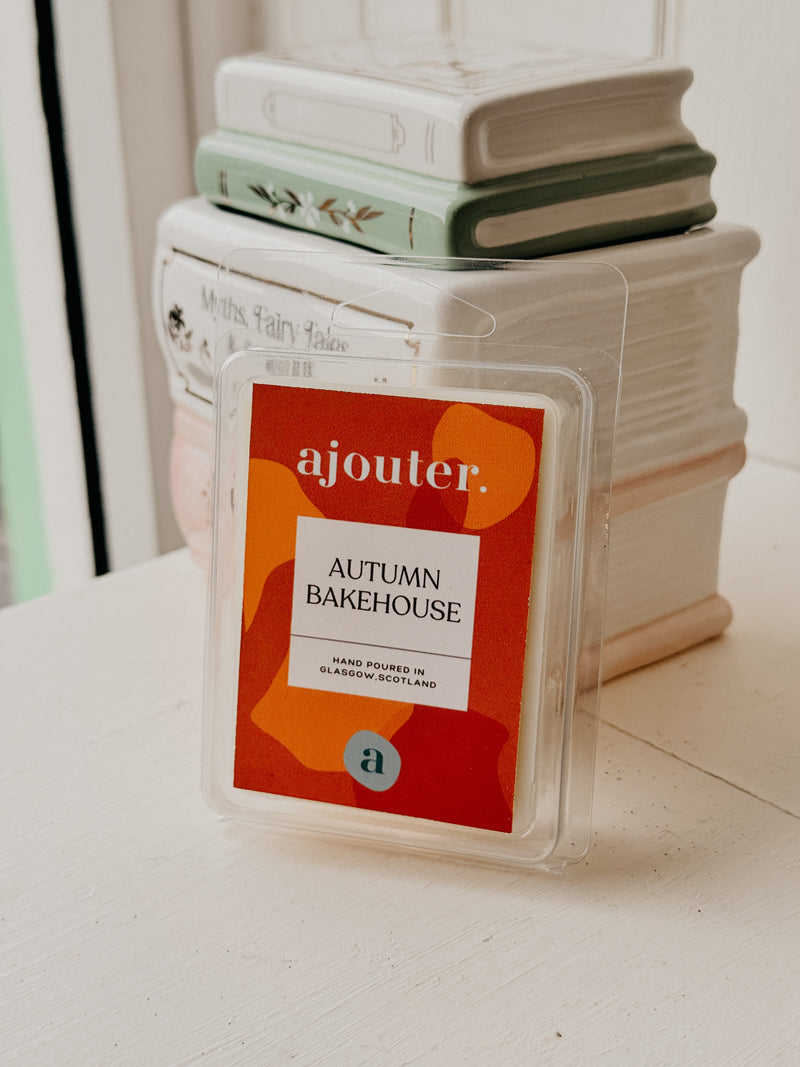 Myths, Fairy Tales
ajouter.
AUTUMN
BAKEHOUSE
HAND POURED IN
GLASGOW,SCOTLAND
a